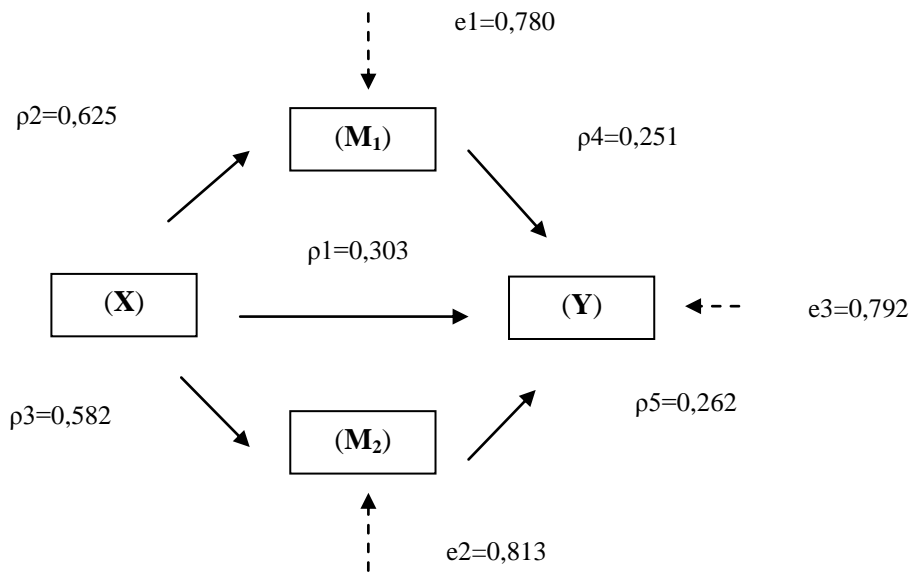 e1=0,780
ρ2=0,625
(M₁)
ρ4=0,251
ρ1=0,303
(X)
(Y)
e3=0,792
ρ3=0,582
ρ5=0,262
(M₂)
e2=0,813